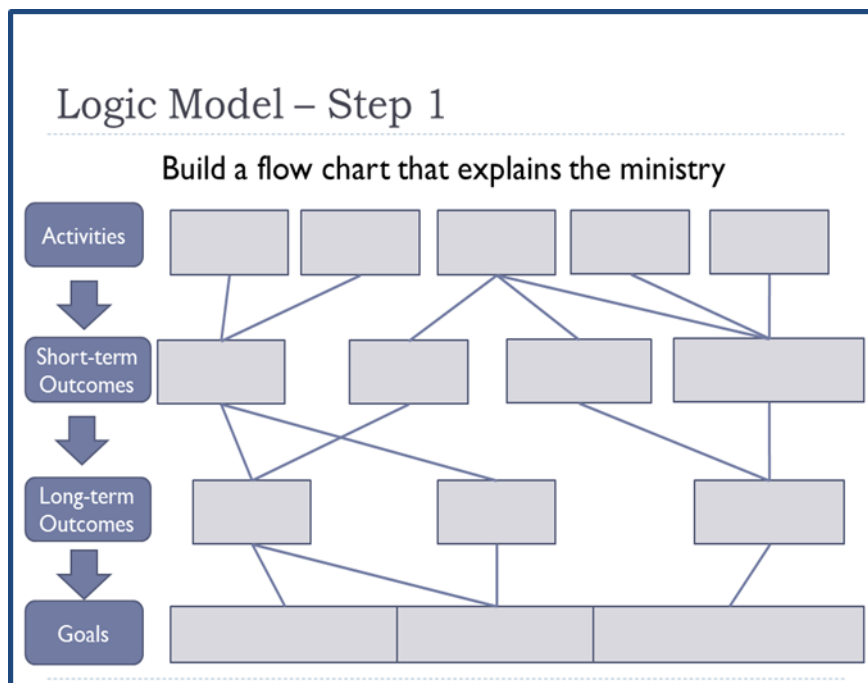 Logic Model – Step 1
Build a flow chart that explains the ministry
Activities
Short-term
Outcomes
Long-term
Outcomes
Goals